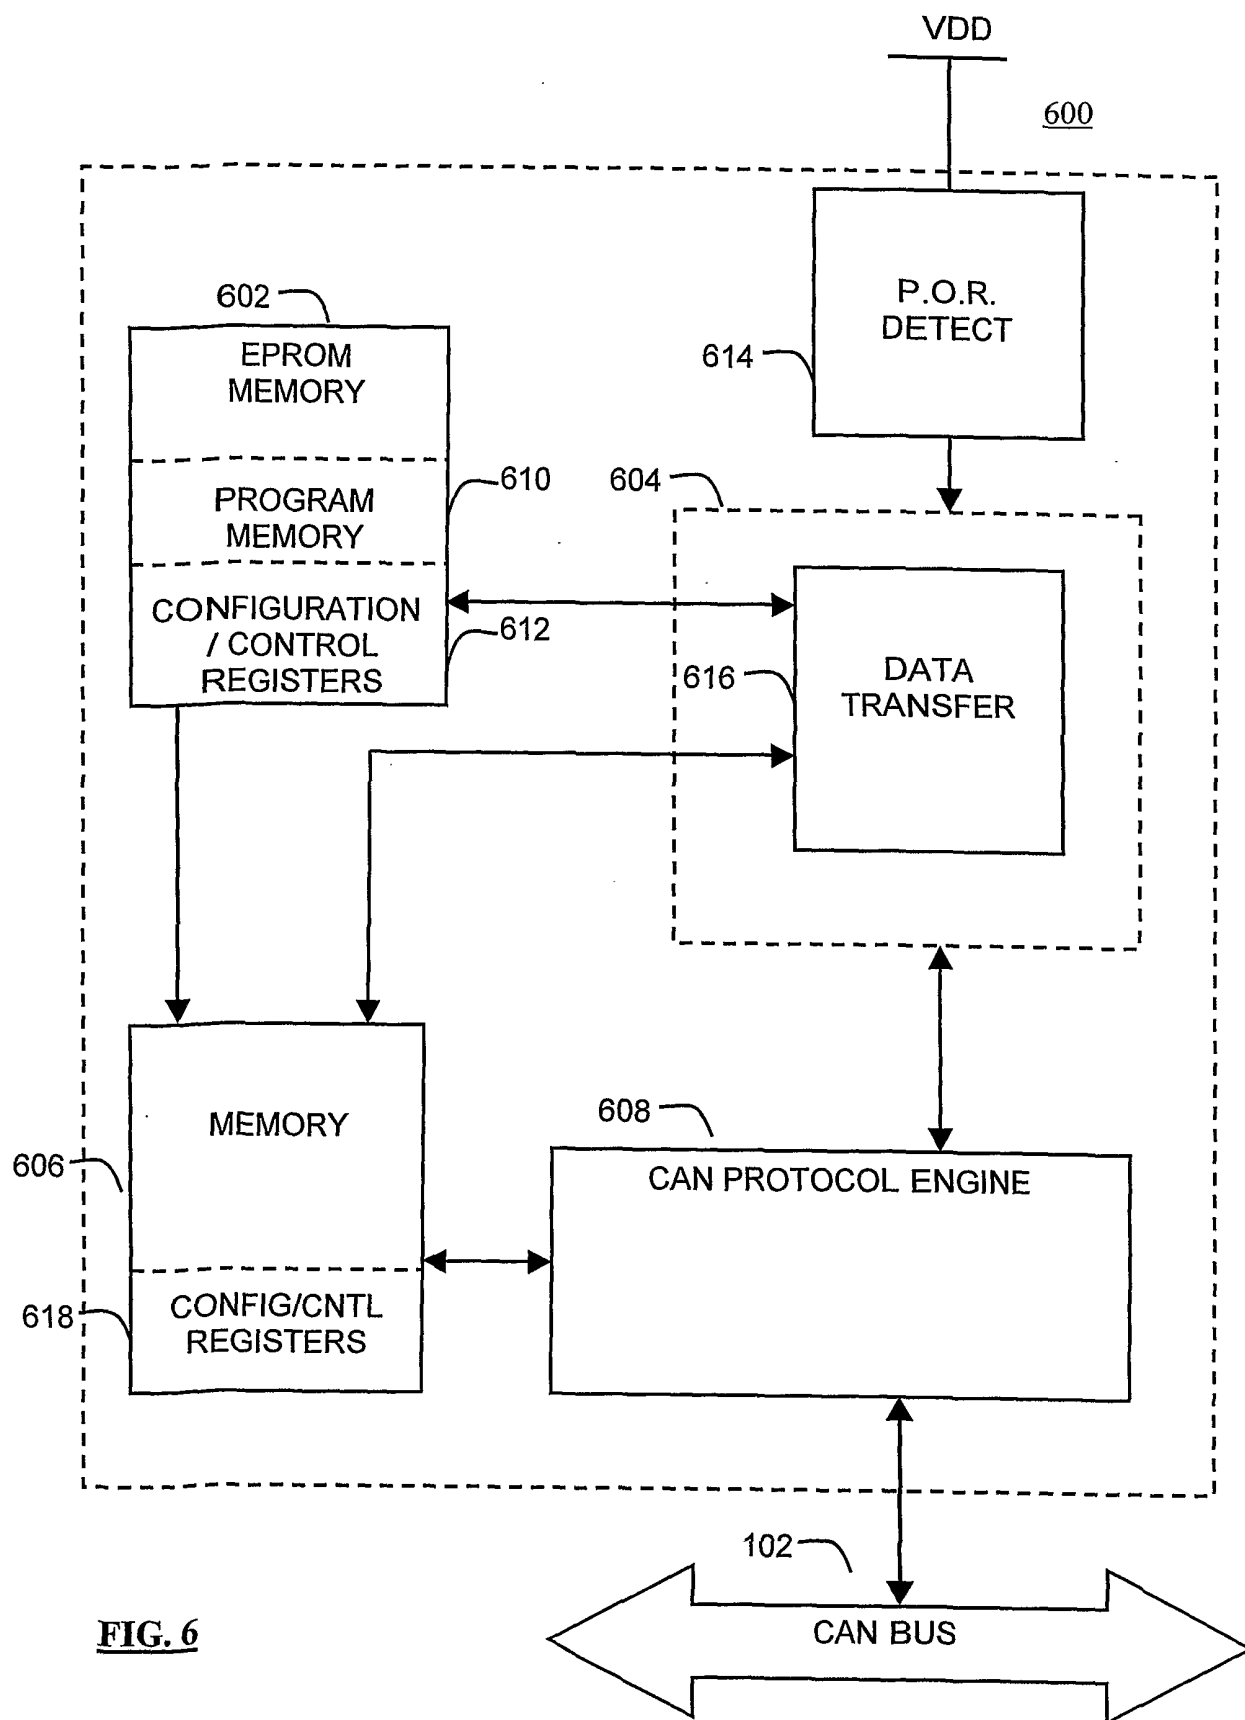 VDD
600
P.O.R.
DETECT
614
602
EPROM
MEMORY
610
PROGRAM
MEMORY
604
CONFIGURATION
/ CONTROL
REGISTERS
612
616
DATA
TRANSFER
606
MEMORY
608
CAN PROTOCOL ENGINE
618
CONFIG/CNTL
REGISTERS
102
CAN BUS
FIG. 6